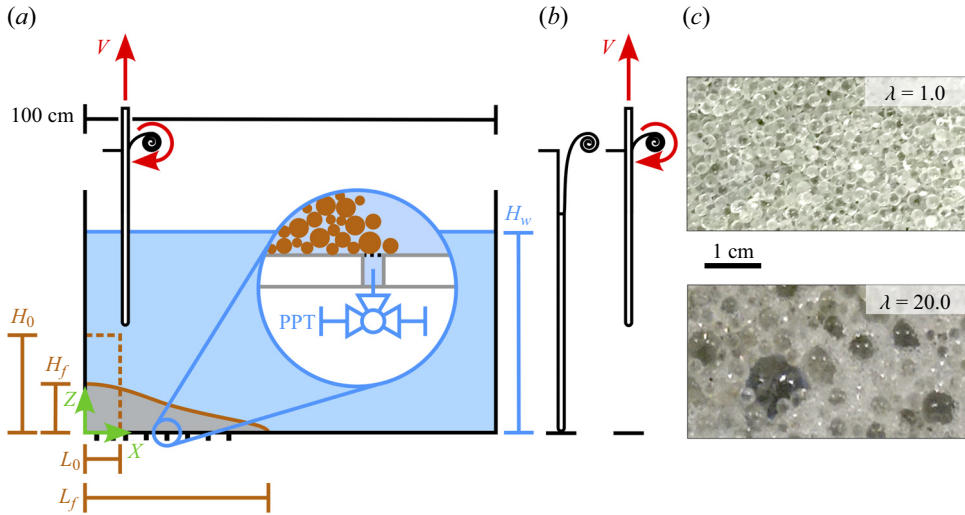 (a)
(b)
(c)
V
V
100 cm
λ = 1.0
H_w
1 cm
PPT
λ = 20.0
H_0
H_f
Z
X
L_0
L_f